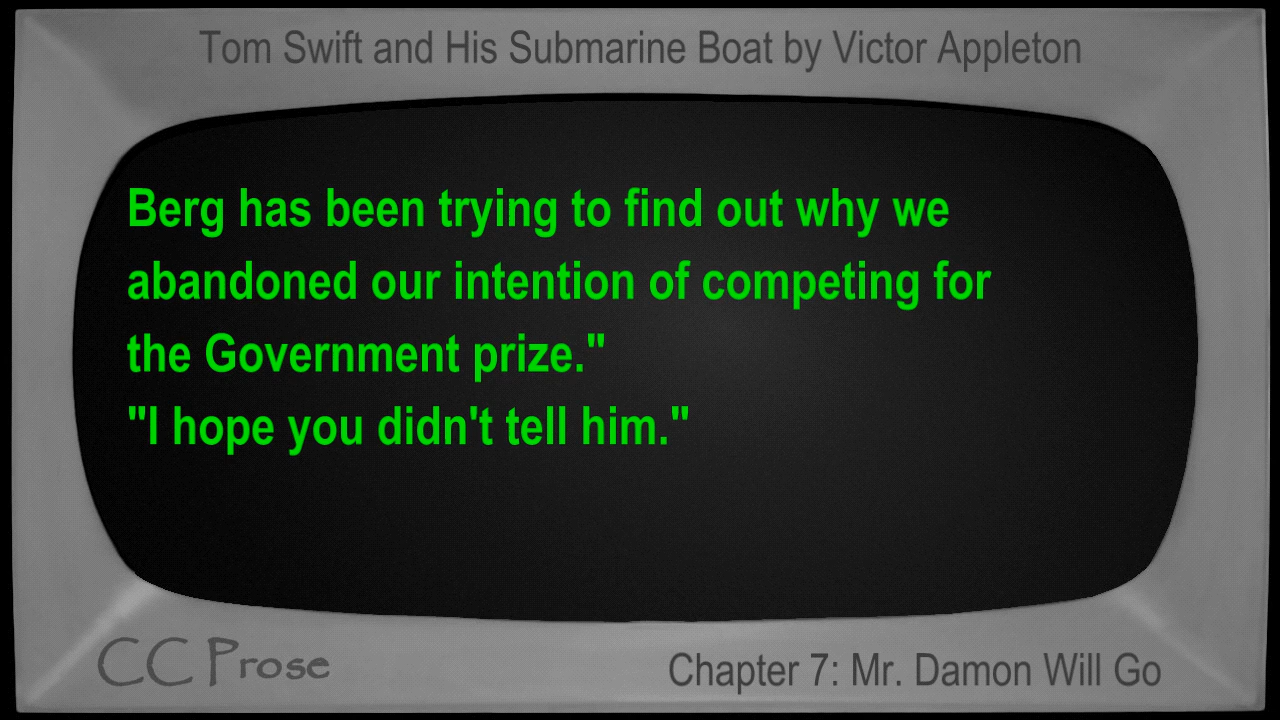 Tom Swift and His Submarine Boat by Victor Appleton
Berg has been trying to find out why we
abandoned our intention of competing for
the Government prize."
"I hope you didn't tell him."
CC Prose
Chapter 7: Mr. Damon Will Go